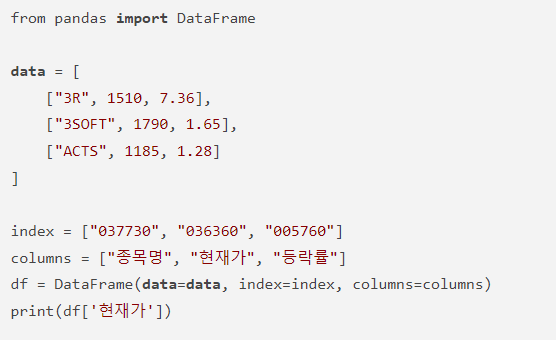 from pandas import DataFrame

data = [
    ["3R", 1510, 7.36],
    ["3SOFT", 1790, 1.65],
    ["ACTS", 1185, 1.28]
]

index = ["037730", "036360", "005760"]
columns = ["종목명", "현재가", "등락률"]
df = DataFrame(data=data, index=index, columns=columns)
print(df['현재가'])